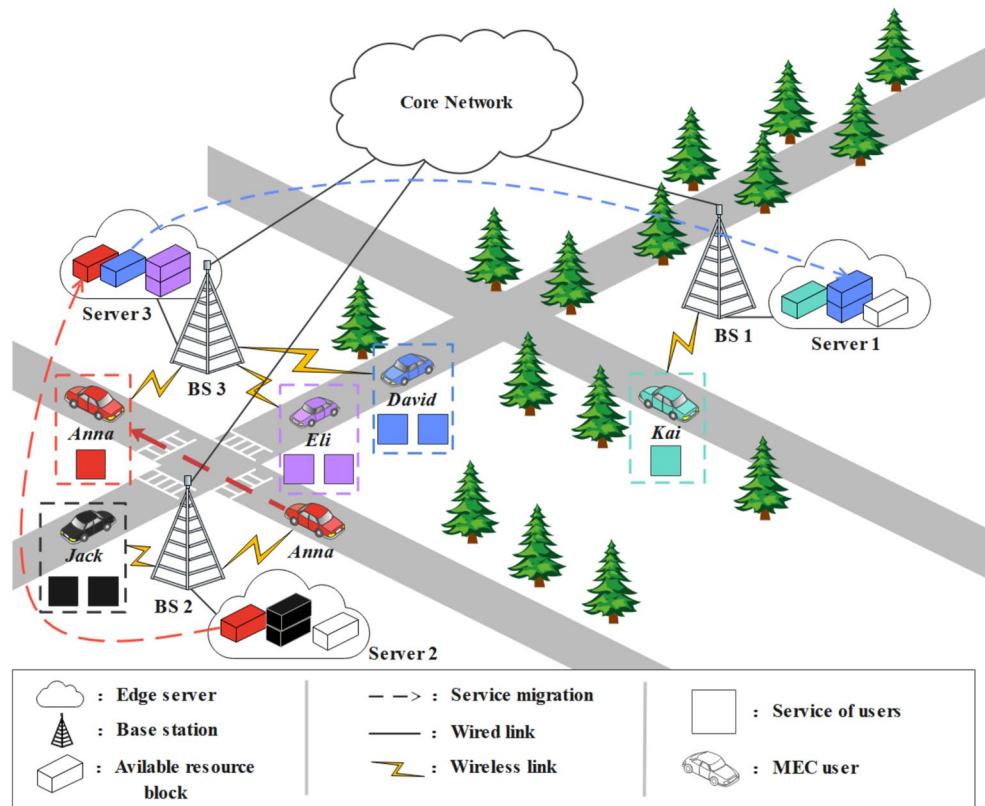 Core Network
Server 3
BS 3
BS 1
Server 1
David
Anna
Eli
Kai
Jack
Anna
BS 2
Server 2
: Edge server
: Base station
: Avilable resource
block
: Service migration
: Wired link
: Wireless link
: Service of users
: MEC user